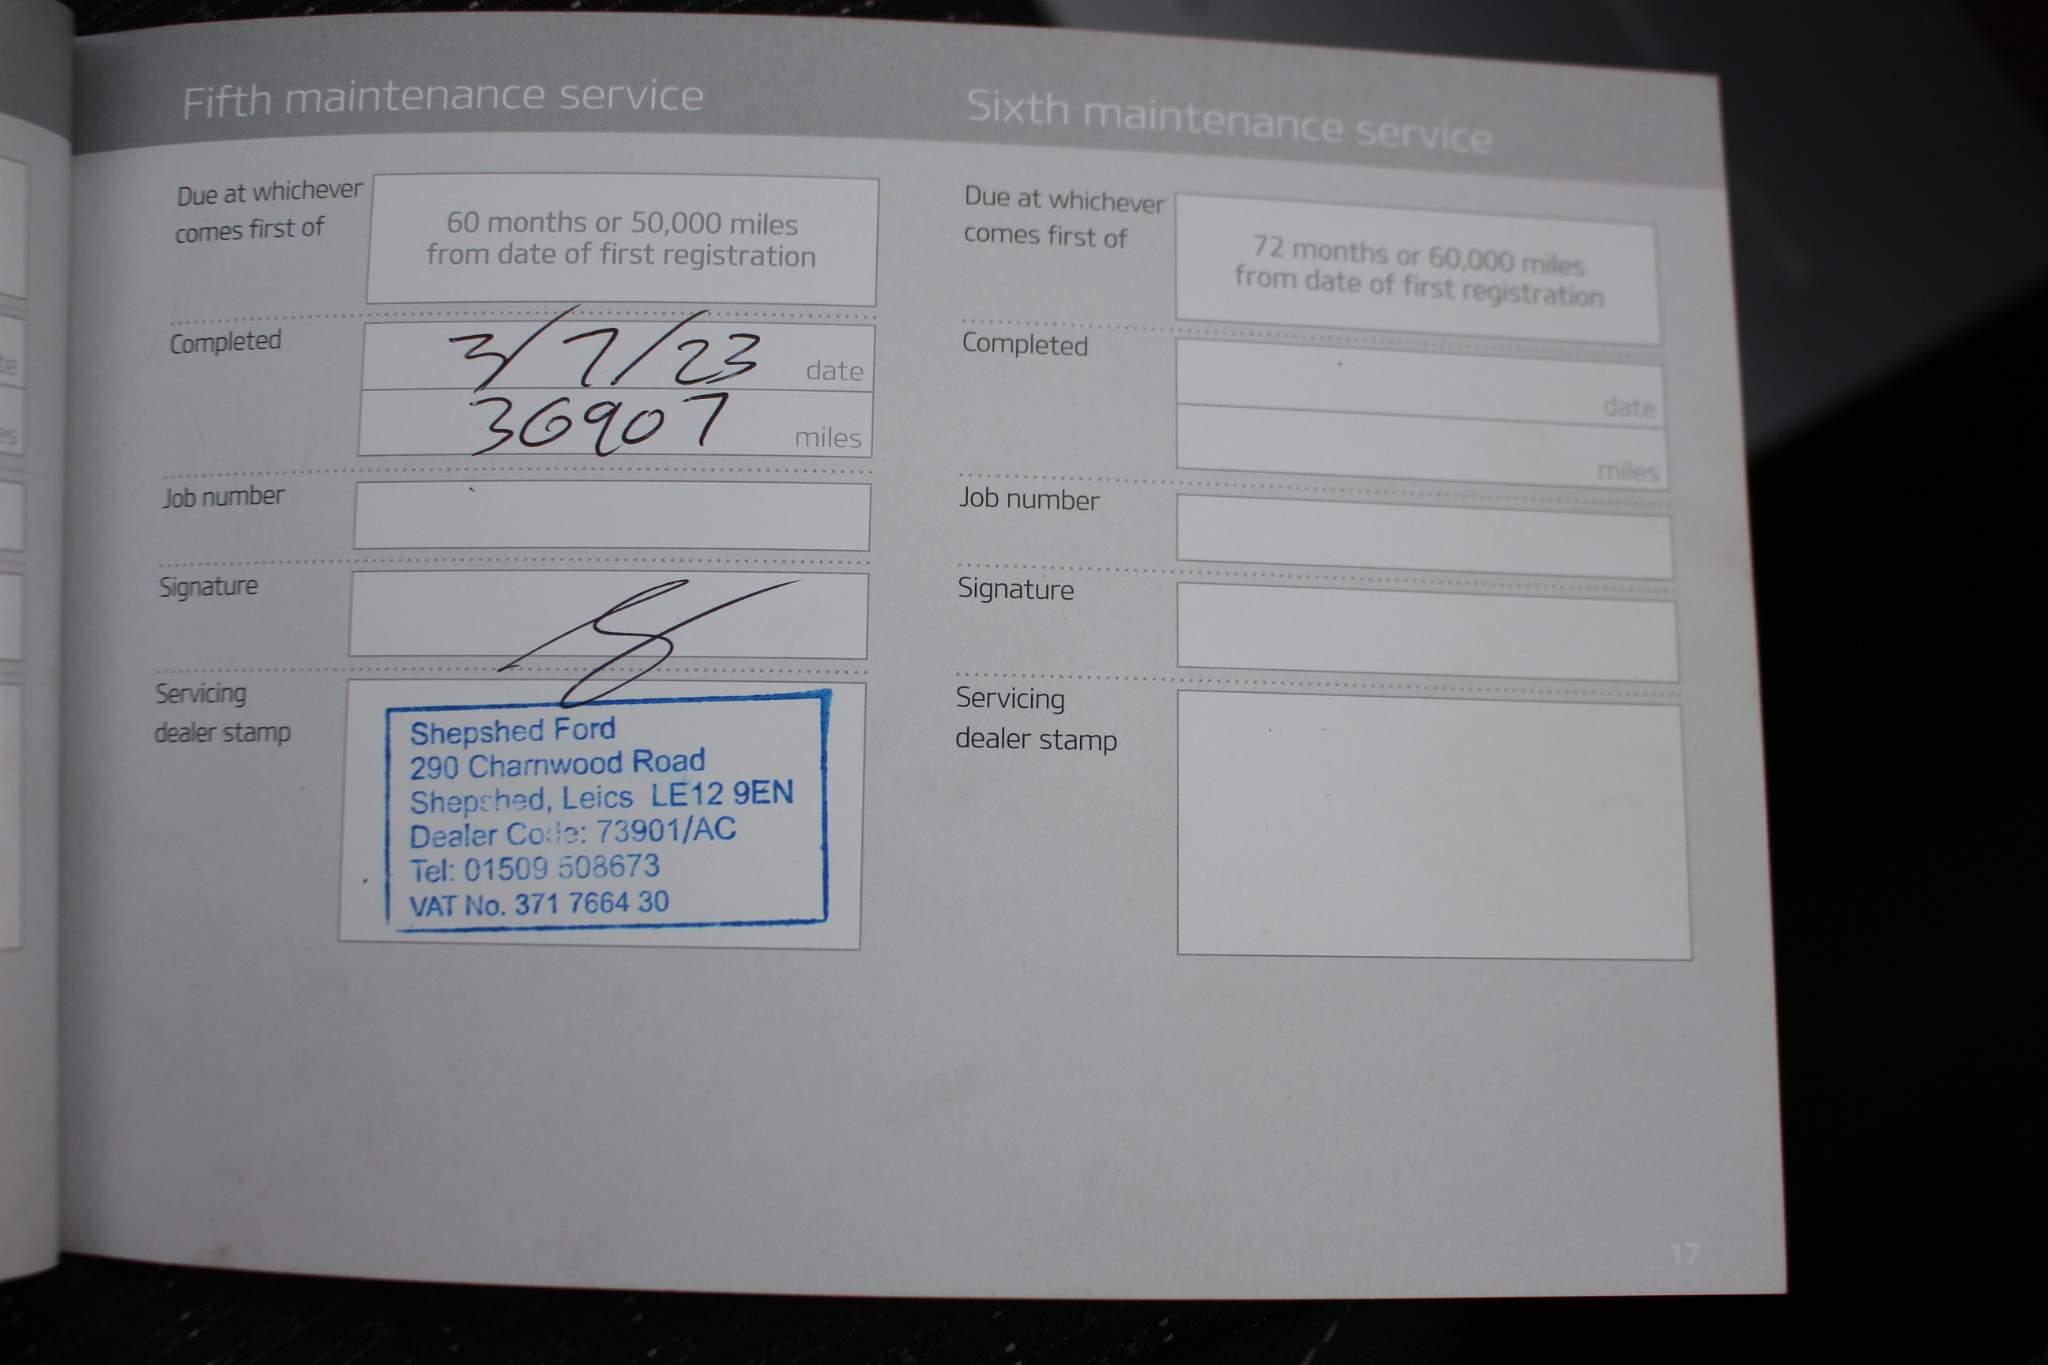 Fifth maintenance service
Due at whichever
comes first of
60 months or 50,000 miles
from date of first registration
Completed
3/7/23 date
36907 miles
Job number
Signature
Servicing
dealer stamp
Shepshed Ford
290 Charnwood Road
Shepshed, Leics LE12 9EN
Dealer Code: 73901/AC
Tel: 01509 508673
VAT No. 371 7664 30
Sixth maintenance service
Due at whichever
comes first of
72 months or 60,000 miles
from date of first registration
Completed
date
miles
Job number
Signature
Servicing
dealer stamp
17